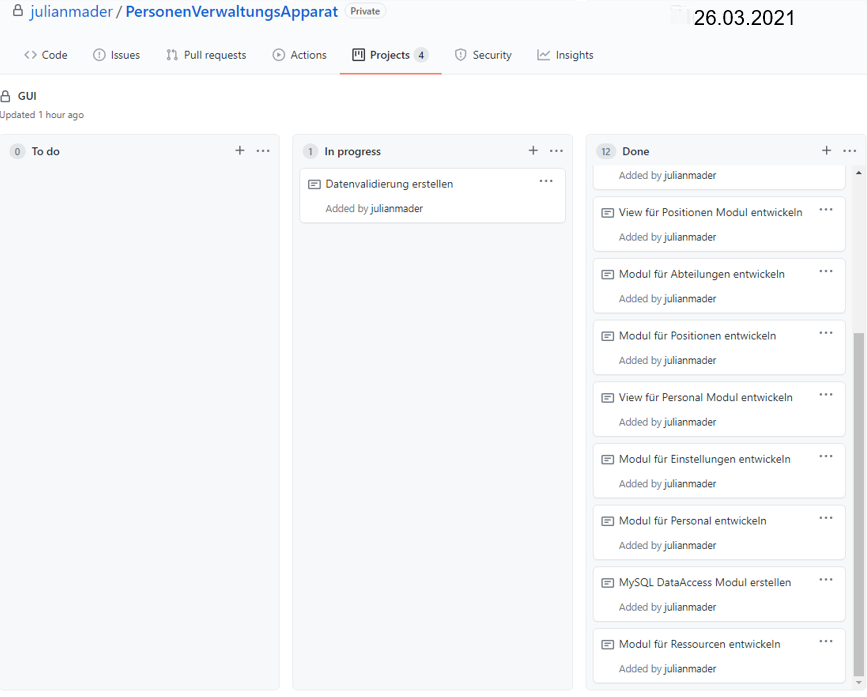 julianmader / PersonenVerwaltungsApparat Private
26.03.2021
Code Issues Pull requests Actions Projects 4 Security Insights
GUI
Updated 1 hour ago
0 To do
1 In progress
Datenvalidierung erstellen
Added by julianmader
12 Done
Added by julianmader
View für Positionen Modul entwickeln
Added by julianmader
Modul für Abteilungen entwickeln
Added by julianmader
Modul für Positionen entwickeln
Added by julianmader
View für Personal Modul entwickeln
Added by julianmader
Modul für Einstellungen entwickeln
Added by julianmader
Modul für Personal entwickeln
Added by julianmader
MySQL DataAccess Modul erstellen
Added by julianmader
Modul für Ressourcen entwickeln
Added by julianmader